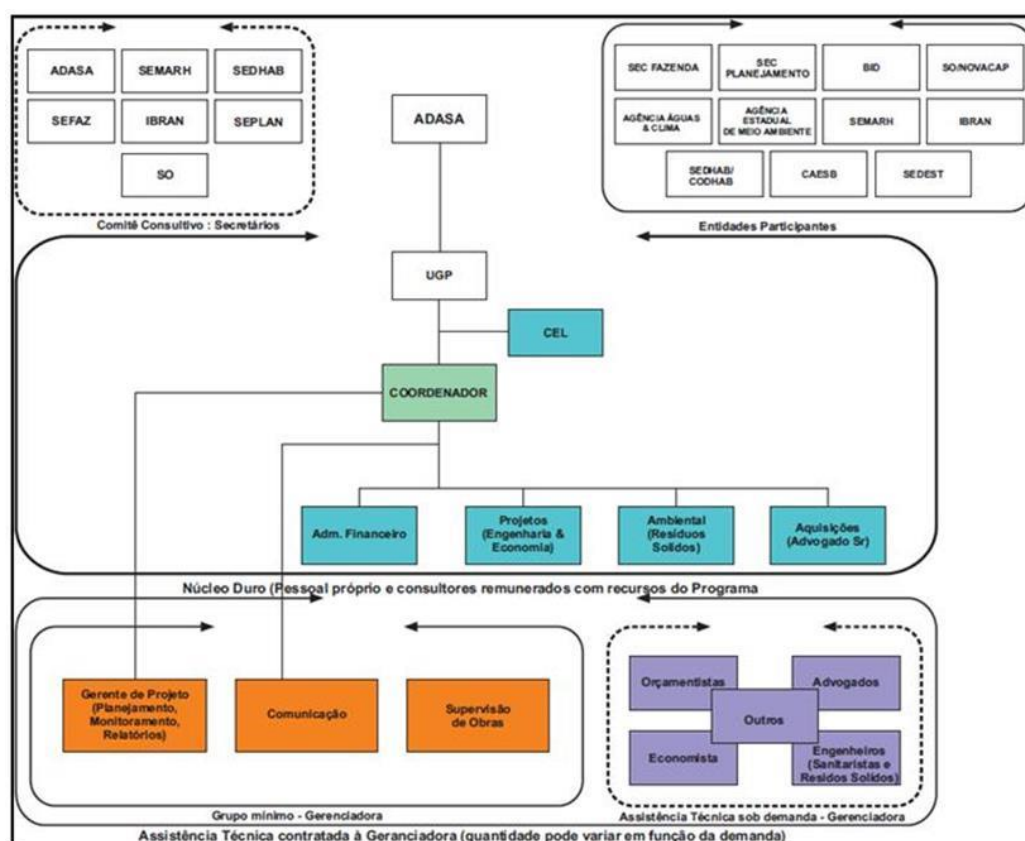 ADASA
SEMARH
SEDHAB
SEFAZ
IBRAN
SEPLAN
SO
Comitê Consultivo : Secretários
ADASA
SEC FAZENDA
SEC
PLANEJAMENTO
BID
SO/NOVACAP
AGÊNCIA ÁGUAS
& CLIMA
AGÊNCIA
ESTADUAL
DE MEIO AMBIENTE
SEMARH
IBRAN
SEDHAB/
CODHAB
CAESB
SEDEST
Entidades Participantes
UGP
CEL
COORDENADOR
Adm. Financeiro
Projetos
(Engenharia &
Economia)
Ambiental
(Resíduos
Solidos)
Aquisições
(Advogado Sr)
Núcleo Duro (Pessoal próprio e consultores remunerados com recursos do Programa
Gerente de Projeto
(Planejamento,
Monitoramento,
Relatórios)
Comunicação
Supervisão
de Obras
Grupo mínimo - Gerenciadora
Orçamentistas
Advogados
Outros
Economista
Engenheiros
(Sanitaristas e
Residos Solidos)
Assistência Técnica sob demanda - Gerenciadora
Assistência Técnica contratada à Geranciadora (quantidade pode variar em função da demanda)